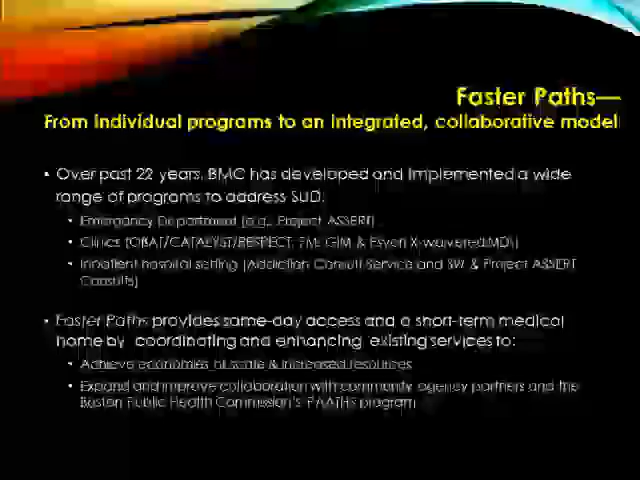 Faster Paths—
From individual programs to an integrated, collaborative model
• Over past 22 years, BMC has developed and implemented a wide
range of programs to address SUD:
• Emergency Department (e.g., Project ASSERT)
• Clinics (OBAT/CATALYST/RESPECT, FM, GIM & Psych X-waivered MD's)
• Inpatient hospital setting (Addiction Consult Service and SW & Project ASSERT
Consults)
• Faster Paths provides same-day access and a short-term medical
home by coordinating and enhancing existing services to:
• Achieve economies of scale & increased resources
• Expand and improve collaboration with community agency partners and the
Boston Public Health Commission's PAATHS program